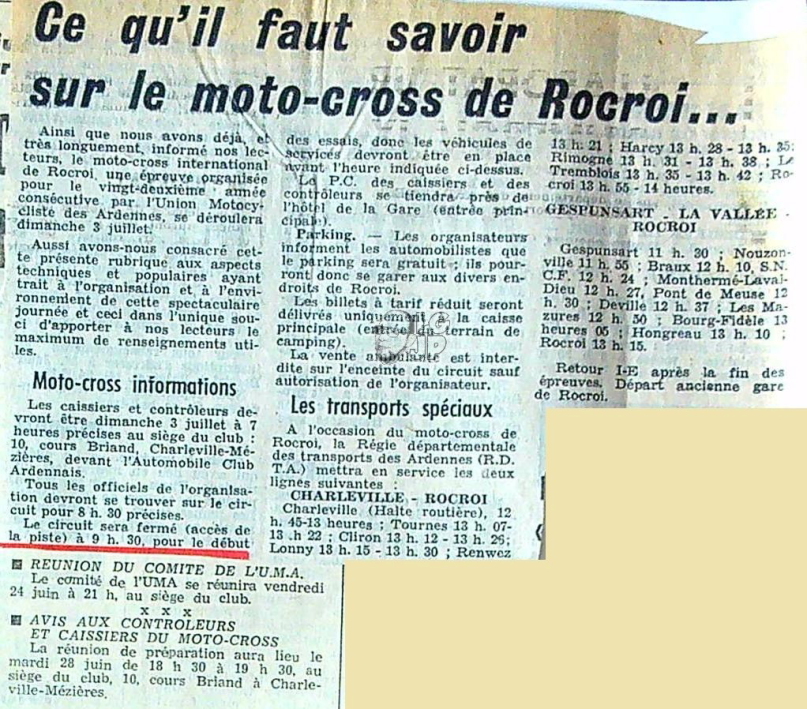 Ce qu'il faut savoir
sur le moto-cross de Rocroi...
Ainsi que nous avons déjà, et
très longuement, informé nos lec-
teurs, le moto-cross international
de Rocroi, une épreuve organisée
pour le vingt-deuxième année
consécutive par l'Union Motocy-
cliste des Ardennes, se déroulera
dimanche 3 juillet.
Aussi avons-nous consacré cet-
te présente rubrique aux aspects
techniques et populaires ayant
trait à l'organisation et à l'envi-
ronnement de cette spectaculaire
journée et ceci dans l'unique sou-
ci d'apporter à nos lecteurs le
maximum de renseignements uti-
les.
Moto-cross informations
Les caissiers et contrôleurs de-
vront être dimanche 3 juillet à 7
heures précises au siège du club :
10, cours Briand, Charleville-Mé-
zières, devant l'Automobile Club
Ardennais.
Tous les officiels de l'organisa-
tion devront se trouver sur le cir-
cuit pour 8 h. 30 précises.
Le circuit sera fermé (accès de
la piste) à 9 h. 30, pour le début
des essais, donc les véhicules de
services devront être en place
avant l'heure indiquée ci-dessus.
Le P.C. des caissiers et des
contrôleurs se tiendra près de
l'hôtel de la Gare (entrée prin-
cipale).
Parking. — Les organisateurs
informent les automobilistes que
le parking sera gratuit ; ils pour-
ront donc se garer aux divers en-
droits de Rocroi.
Les billets à tarif réduit seront
délivrés uniquement à la caisse
principale (entrée du terrain de
camping).
La vente ambulante est inter-
dite sur l'enceinte du circuit sauf
autorisation de l'organisateur.
Les transports spéciaux
A l'occasion du moto-cross de
Rocroi, la Régie départementale
des transports des Ardennes (R.D.
T.A.) mettra en service les deux
lignes suivantes :
CHARLEVILLE - ROCROI
Charleville (Halte routière), 12
h. 45-13 heures ; Tournes 13 h. 07-
13 h 22 ; Cliron 13 h. 12 - 13 h. 26;
Lonny 13 h. 15 - 13 h. 30 ; Renwez
13 h. 21 ; Harcy 13 h. 28 - 13 h. 35;
Rimogne 13 h. 31 - 13 h. 38 ; Le
Tremblois 13 h. 35 - 13 h. 42 ; Ro-
croi 13 h. 55 - 14 heures.
GESPUNSART - LA VALLÉE -
ROCROI
Gespunsart 11 h. 30 ; Nouzon-
ville 11 h. 55 ; Braux 12 h. 10, S.N.
C.F. 12 h. 24 ; Monthermé-Laval-
Dieu 12 h. 27, Pont de Meuse 12
h. 30 ; Deville 12 h. 37 ; Les Ma-
zures 12 h. 50 ; Bourg-Fidèle 13
heures 05 ; Hongreau 13 h. 10 ;
Rocroi 13 h. 15.
Retour après la fin des
épreuves. Départ ancienne gare
de Rocroi.
REUNION DU COMITE DE L'U.M.A.
Le comité de l'UMA se réunira vendredi
24 juin à 21 h, au siège du club.
x x x
AVIS AUX CONTROLEURS
ET CAISSIERS DU MOTO-CROSS
La réunion de préparation aura lieu le
mardi 28 juin de 18 h 30 à 19 h 30, au
siège du club, 10, cours Briand à Charle-
ville-Mézières.